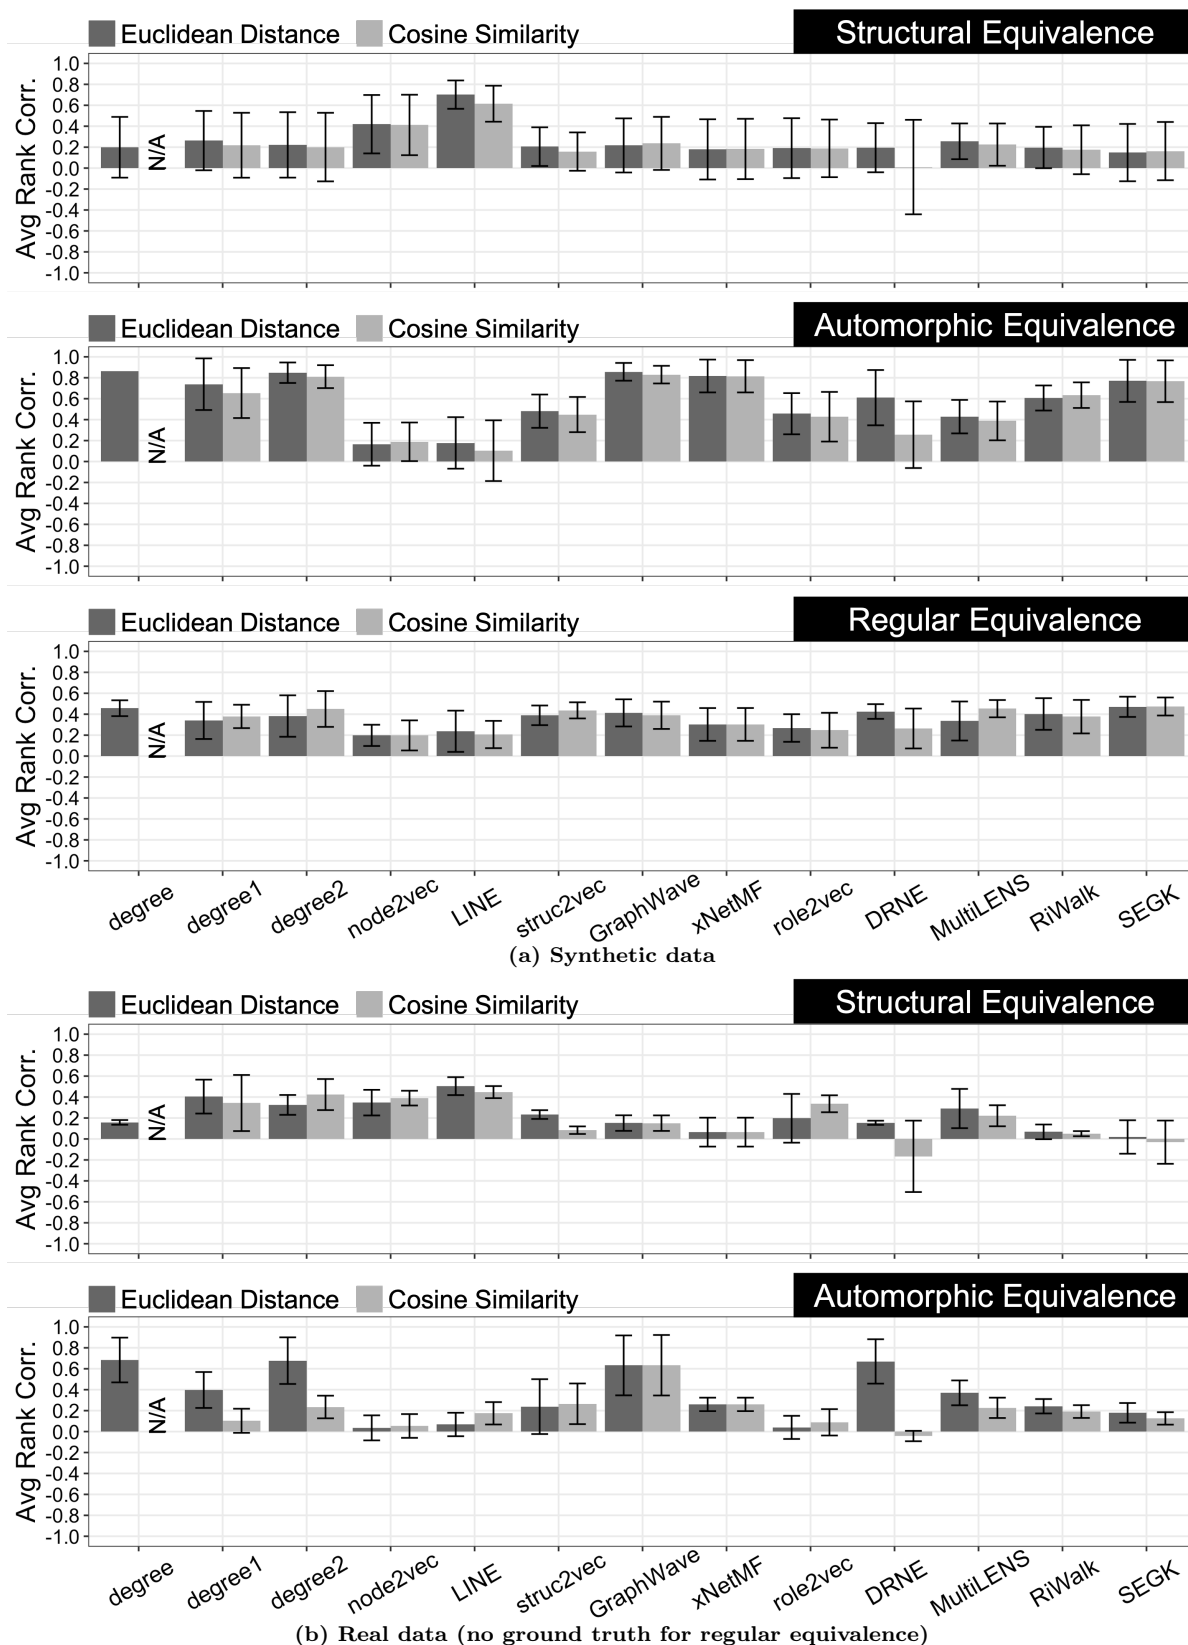 Euclidean Distance Cosine Similarity Structural Equivalence
Avg Rank Corr.
1.0
0.8
0.6
0.4
0.2
0.0
-0.2
-0.4
-0.6
-0.8
-1.0
N/A
Euclidean Distance Cosine Similarity Automorphic Equivalence
Avg Rank Corr.
1.0
0.8
0.6
0.4
0.2
0.0
-0.2
-0.4
-0.6
-0.8
-1.0
N/A
Euclidean Distance Cosine Similarity Regular Equivalence
Avg Rank Corr.
1.0
0.8
0.6
0.4
0.2
0.0
-0.2
-0.4
-0.6
-0.8
-1.0
N/A
degree degree1 degree2 node2vec LINE struc2vec GraphWave xNetMF role2vec DRNE MultiLENS RiWalk SEGK
(a) Synthetic data
Euclidean Distance Cosine Similarity Structural Equivalence
Avg Rank Corr.
1.0
0.8
0.6
0.4
0.2
0.0
-0.2
-0.4
-0.6
-0.8
-1.0
N/A
Euclidean Distance Cosine Similarity Automorphic Equivalence
Avg Rank Corr.
1.0
0.8
0.6
0.4
0.2
0.0
-0.2
-0.4
-0.6
-0.8
-1.0
N/A
degree degree1 degree2 node2vec LINE struc2vec GraphWave xNetMF role2vec DRNE MultiLENS RiWalk SEGK
(b) Real data (no ground truth for regular equivalence)